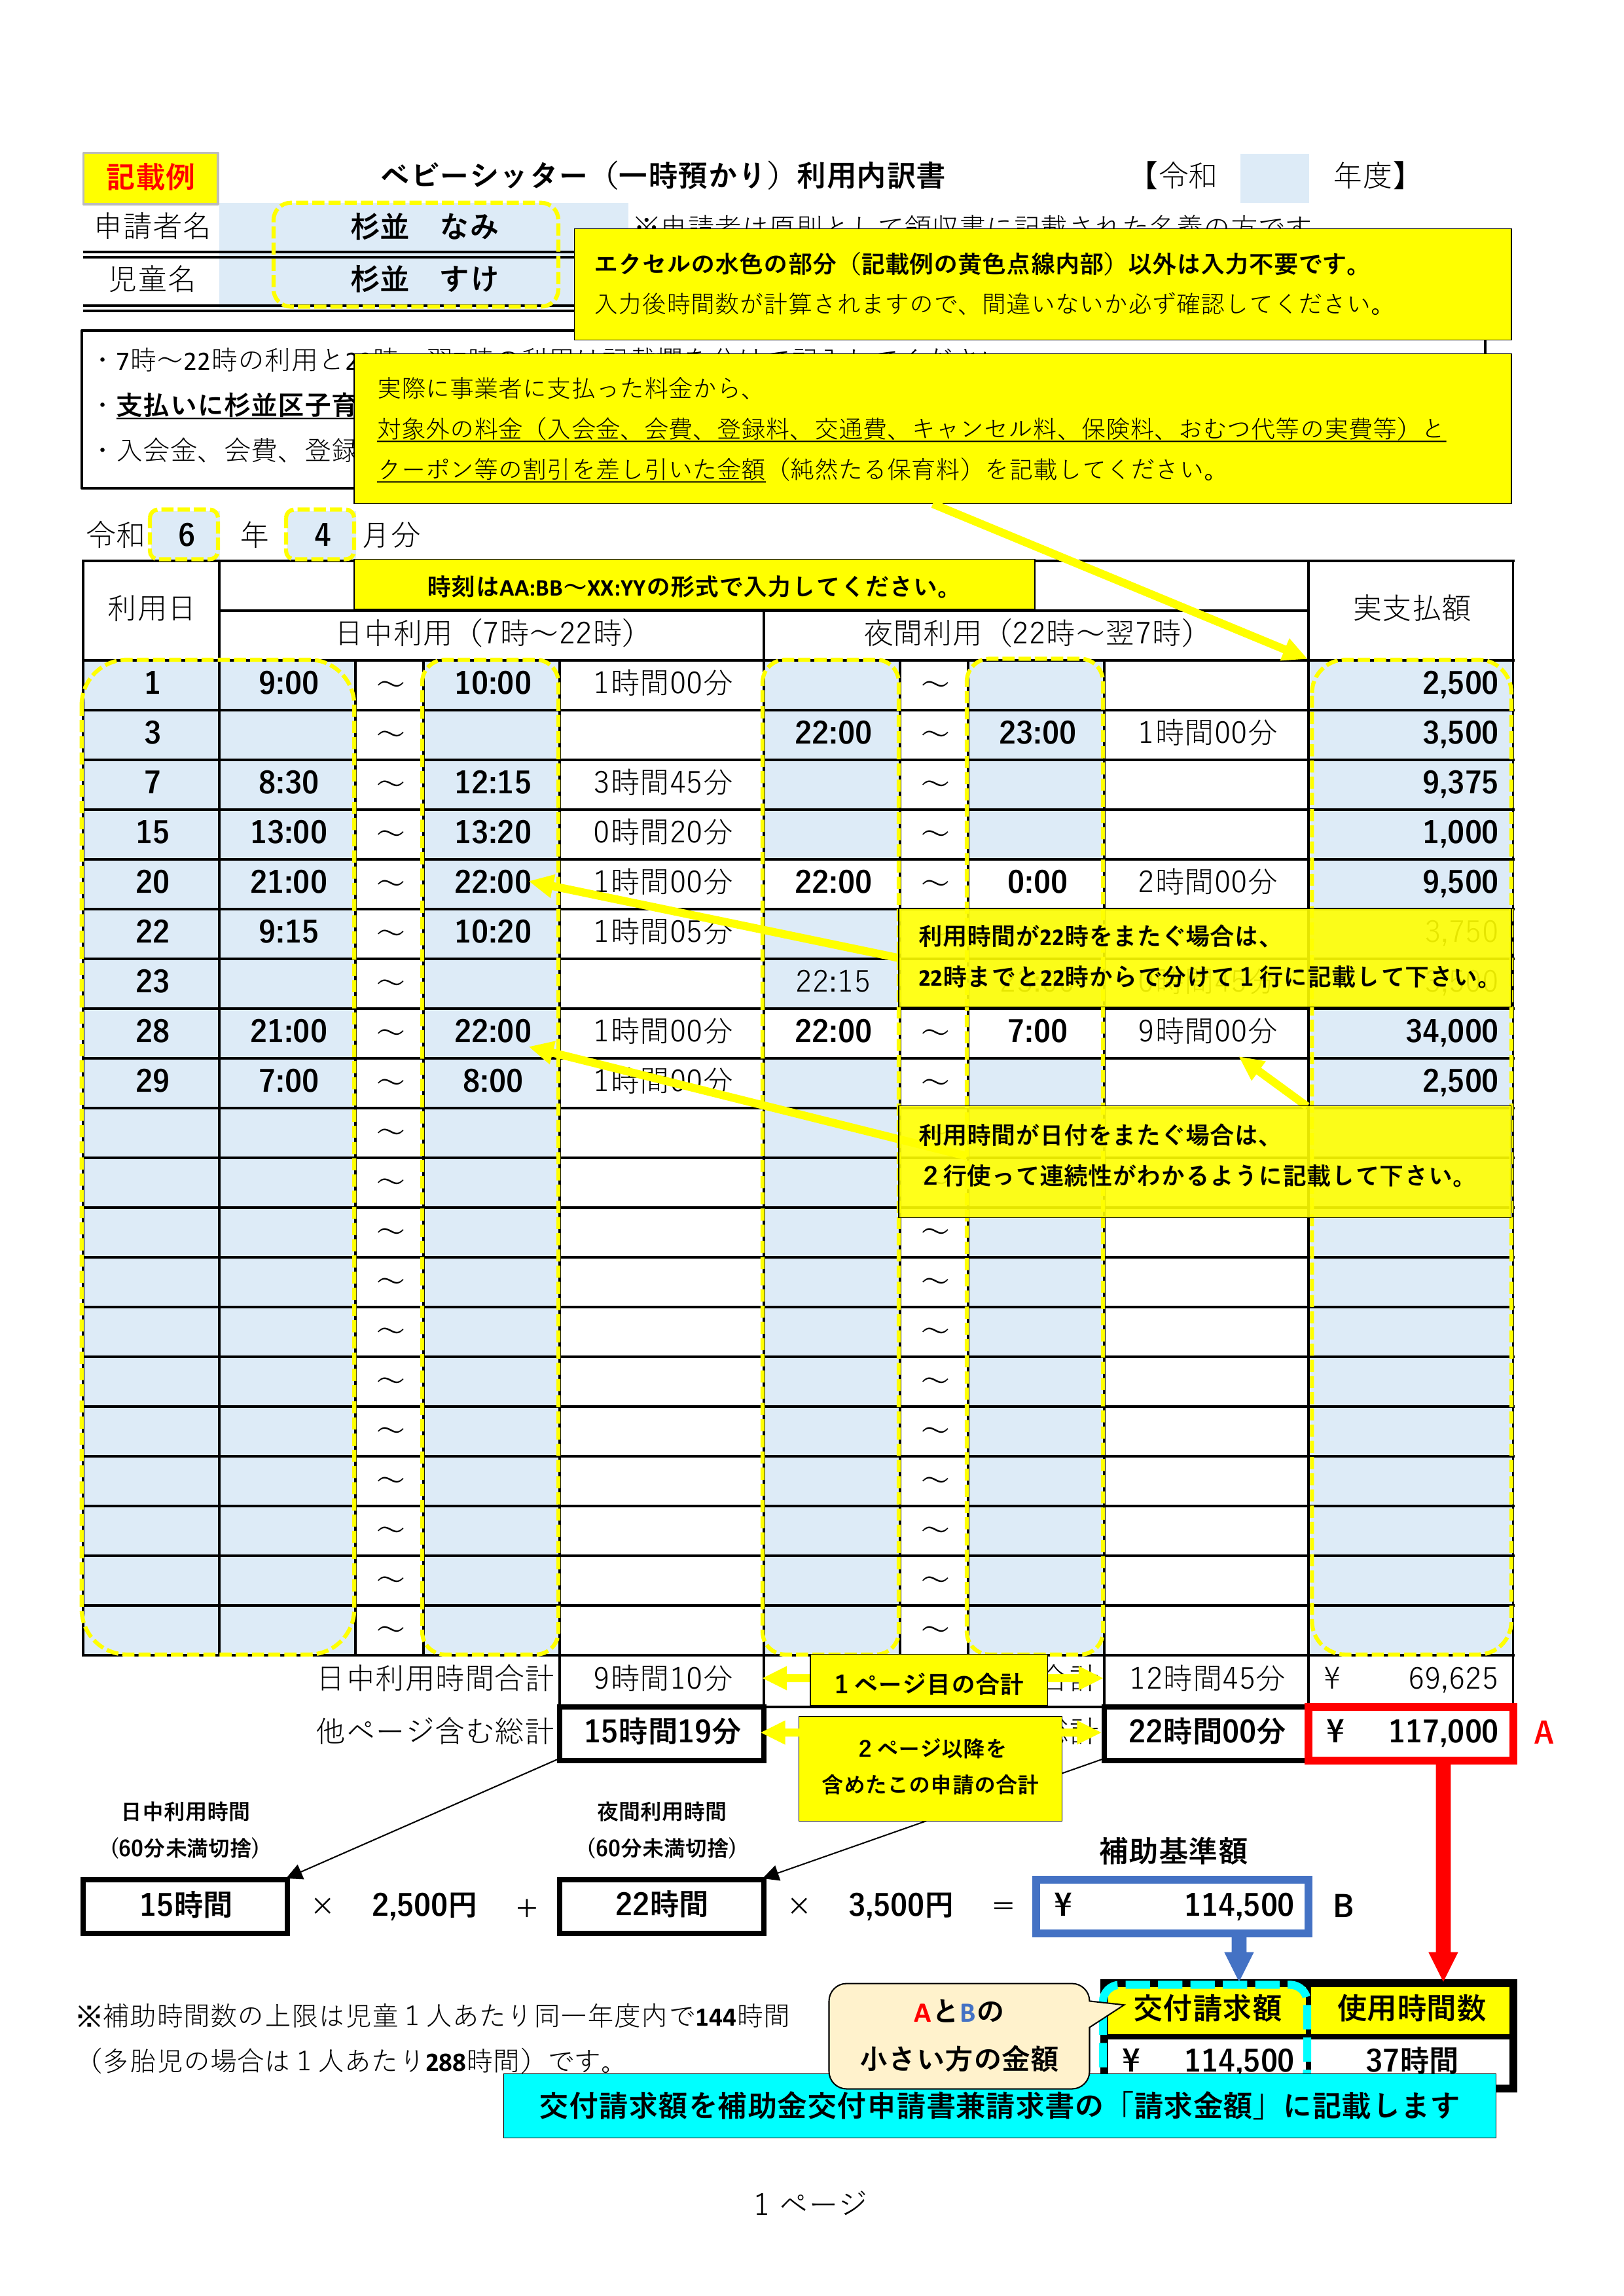 記載例
ベビーシッター（一時預かり）利用内訳書
【令和　　年度】
申請者名 杉並　なみ ※申請者は原則として領収書に記載された名義の方です
児童名 杉並　すけ
エクセルの水色の部分（記載例の黄色点線内部）以外は入力不要です。
入力後時間数が計算されますので、間違いないか必ず確認してください。
・7時～22時の利用と2
・支払いに杉並区子育
・入会金、会費、登録
実際に事業者に支払った料金から、
対象外の料金（入会金、会費、登録料、交通費、キャンセル料、保険料、おむつ代等の実費等）と
クーポン等の割引を差し引いた金額（純然たる保育料）を記載してください。
令和 6 年 4 月分
時刻はAA:BB～XX:YYの形式で入力してください。
利用日 実支払額
日中利用（7時～22時） 夜間利用（22時～翌7時）
1 9:00 ～ 10:00 1時間00分 ～ 2,500
3 ～ 22:00 ～ 23:00 1時間00分 3,500
7 8:30 ～ 12:15 3時間45分 ～ 9,375
15 13:00 ～ 13:20 0時間20分 ～ 1,000
20 21:00 ～ 22:00 1時間00分 22:00 ～ 0:00 2時間00分 9,500
22 9:15 ～ 10:20 1時間05分 3,750
23 ～ 22:15
利用時間が22時をまたぐ場合は、
22時までと22時からで分けて１行に記載して下さい。
28 21:00 ～ 22:00 1時間00分 22:00 ～ 7:00 9時間00分 34,000
29 7:00 ～ 8:00 1時間00分 ～ 2,500
～
利用時間が日付をまたぐ場合は、
～
２行使って連続性がわかるように記載して下さい。
～ ～
～ ～
～ ～
～ ～
～ ～
～ ～
～ ～
～ ～
～ ～
日中利用時間合計 9時間10分 １ページ目の合計 合計 12時間45分 ¥ 69,625
他ページ含む総計 15時間19分 総計 22時間00分 ¥ 117,000 A
２ページ以降を
含めたこの申請の合計
日中利用時間 夜間利用時間
(60分未満切捨) (60分未満切捨)
補助基準額
15時間 × 2,500円 ＋ 22時間 × 3,500円 ＝ ¥ 114,500 B
※補助時間数の上限は児童１人あたり同一年度内で144時間
（多胎児の場合は１人あたり288時間）です。
AとBの
小さい方の金額
交付請求額 使用時間数
¥ 114,500 37時間
交付請求額を補助金交付申請書兼請求書の「請求金額」に記載します
1 ページ